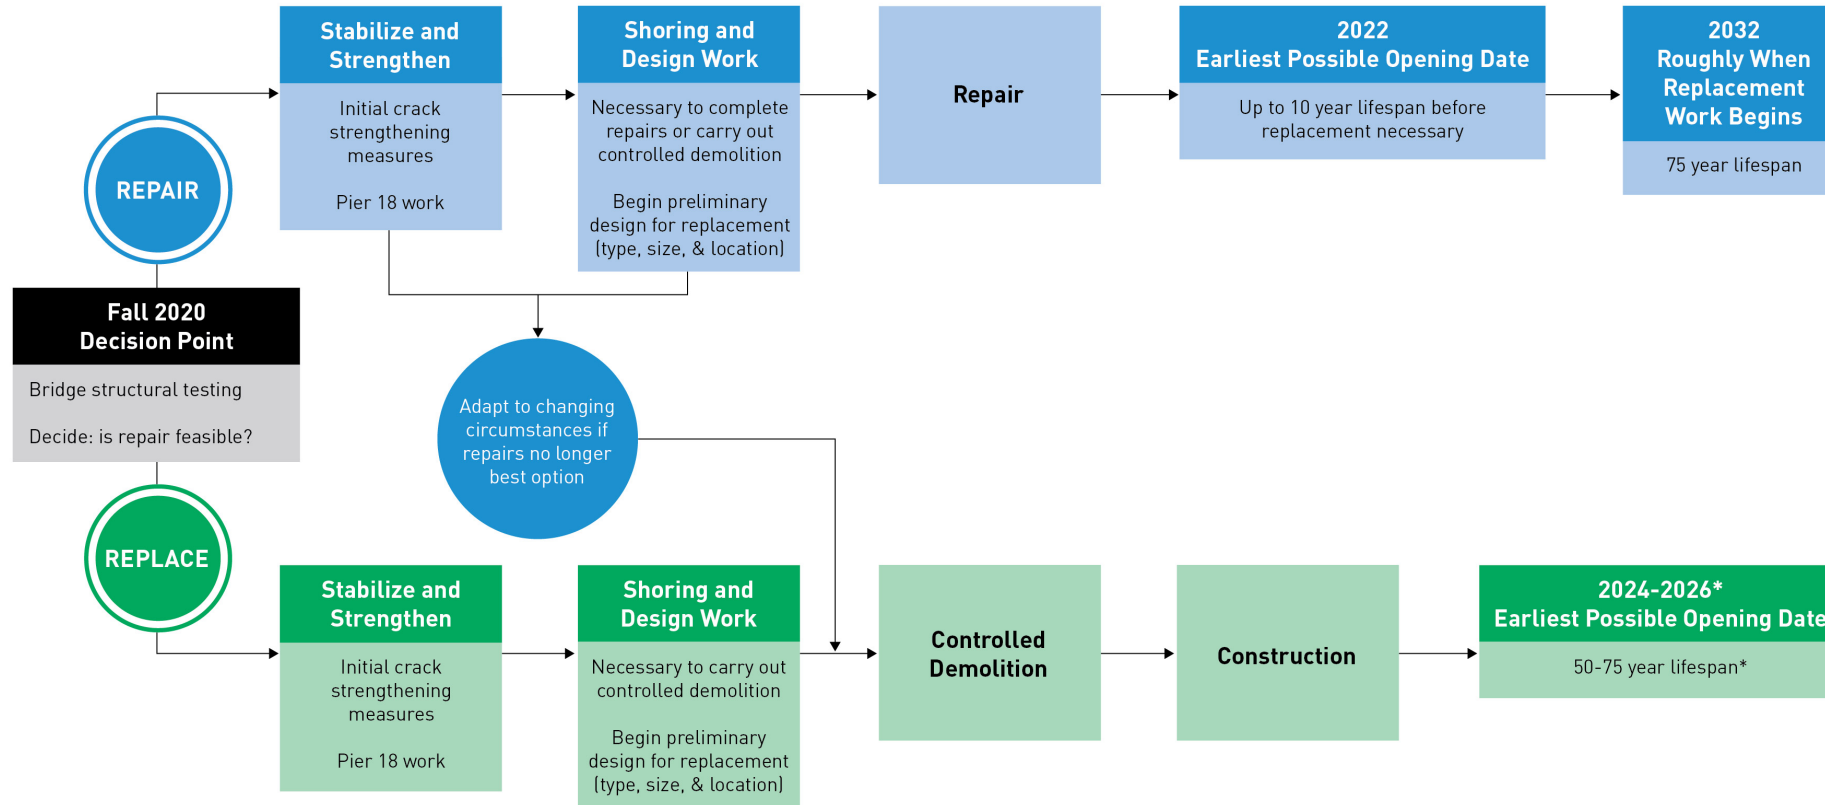 Stabilize and
Strengthen
Initial crack
strengthening
measures
Pier 18 work
Shoring and
Design Work
Necessary to complete
repairs or carry out
controlled demolition
Begin preliminary
design for replacement
(type, size, & location)
Repair
2022
Earliest Possible Opening Date
Up to 10 year lifespan before
replacement necessary
2032
Roughly When
Replacement
Work Begins
75 year lifespan
REPAIR
Fall 2020
Decision Point
Bridge structural testing
Decide: is repair feasible?
Adapt to changing
circumstances if
repairs no longer
best option
REPLACE
Stabilize and
Strengthen
Initial crack
strengthening
measures
Pier 18 work
Shoring and
Design Work
Necessary to carry out
controlled demolition
Begin preliminary
design for replacement
(type, size, & location)
Controlled
Demolition
Construction
2024-2026*
Earliest Possible Opening Date
50-75 year lifespan*